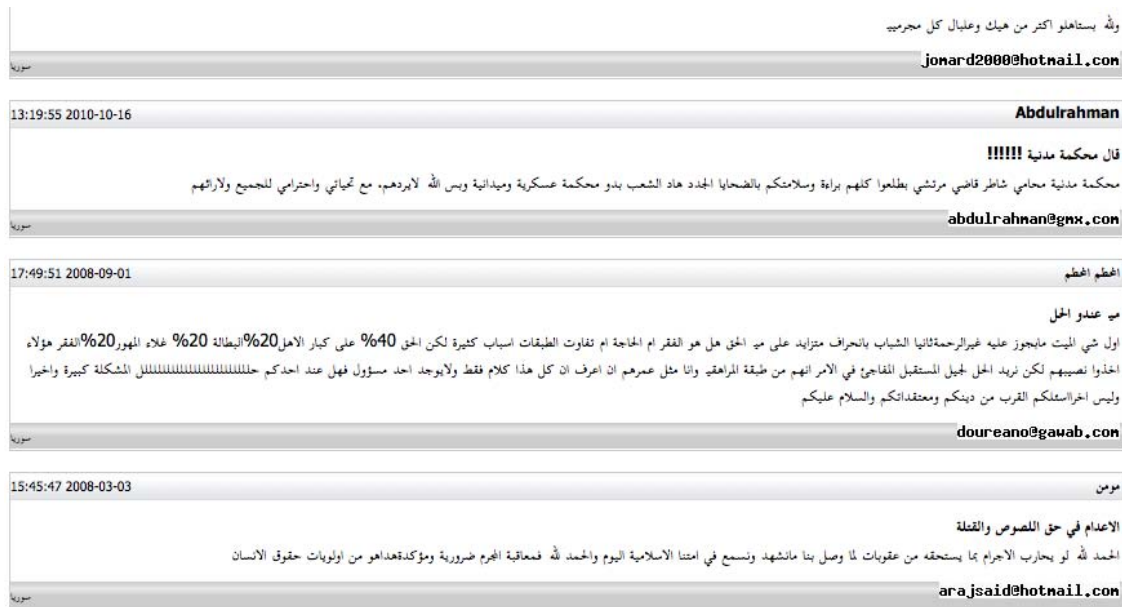 ولله بستاهلو اكتر من هيك وعلبال كل مجرميـ
jomard2000@hotmail.com
سوريا
Abdulrahman
13:19:55 2010-10-16
قال محكمة مدنية !!!!!!
محكمة مدنية محامي شاطر قاضي مرتشي بطلعوا كلهم براءة وسلامتكم بالضحايا الجدد هاد الشعب بدو محكمة عسكرية وميدانية وبس الله لايردهم. مع تحياتي واحترامي للجميع ولارائهم
abdulrahman@gmx.com
سوريا
المحطم المحطم
17:49:51 2008-09-01
ميـ عندو الحل
اول شي الميت مابجوز عليه غيرالرحمةثانيا الشباب بانحراف متزايد على ميـ الحق هل هو الفقر ام الحاجة ام تفاوت الطبقات اسباب كثيرة لكن الحق 40% على كبار الاهل20%البطالة 20% غلاء المهور20%الفقر هؤلاء
اخذوا نصيبهم لكن نريد الحل لجيل المستقبل المفاجئ في الامر انهم من طبقة المراهقيـ وانا مثل عمرهم ان اعرف ان كل هذا كلام فقط ولايوجد احد مسؤول فهل عند احدكم حلللللللللللللللللللللللل المشكلة كبيرة واخيرا
وليس اخرااسئلكم القرب من دينكم ومعتقداتكم والسلام عليكم
doureano@gawab.com
سوريا
مومن
15:45:47 2008-03-03
الاعدام في حق اللصوص والقتلة
الحمد لله لو يحارب الاجرام بما يستحقه من عقوبات لما وصل بنا مانشهد ونسمع في امتنا الاسلامية اليوم والحمد لله فمعاقبة المجرم ضرورية ومؤكدةهداهو من اولويات حقوق الانسان
arajsaid@hotmail.com
سوريا